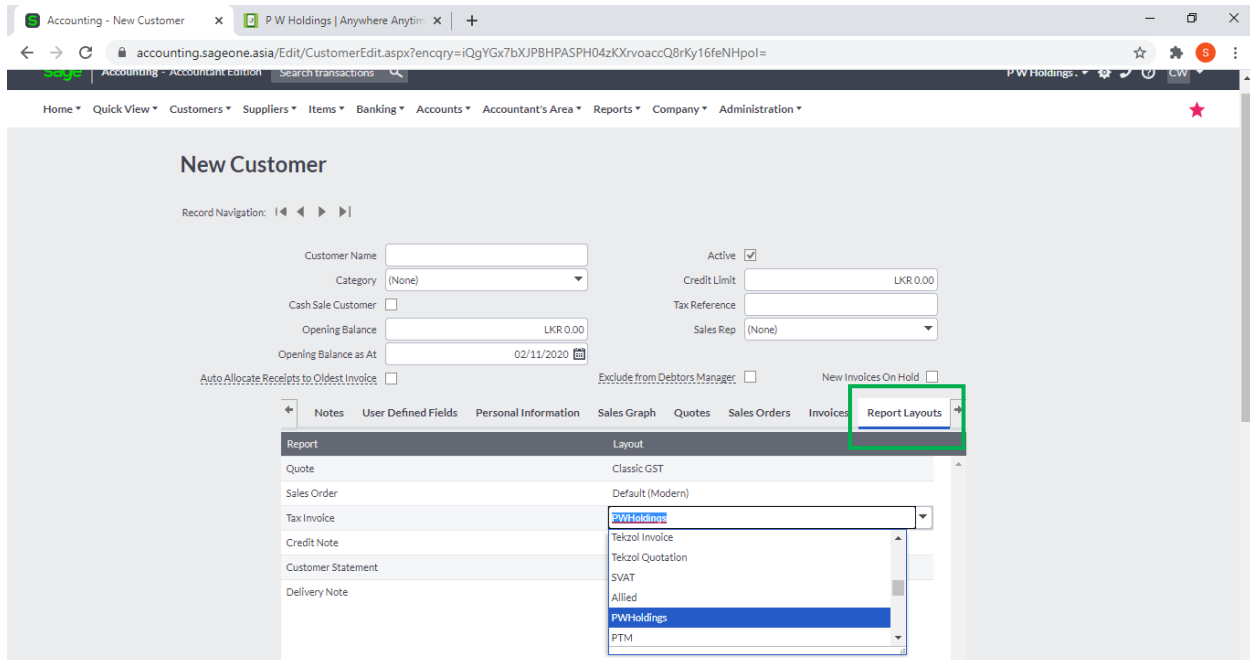 Accounting - New Customer
P W Holdings | Anywhere Anytim
accounting.sageone.asia/Edit/CustomerEdit.aspx?encqry=iQgYGx7bXJPBHPASPH04zKXrvoaccQ8rKy16feNHpoI=
S
Sage Accounting - Accountant Edition Search transactions P W Holdings . CW
Home Quick View Customers Suppliers Items Banking Accounts Accountant's Area Reports Company Administration
New Customer
Record Navigation:
Customer Name Active
Category (None) Credit Limit LKR 0.00
Cash Sale Customer Tax Reference
Opening Balance LKR 0.00 Sales Rep (None)
Opening Balance as At 02/11/2020
Auto Allocate Receipts to Oldest Invoice Exclude from Debtors Manager New Invoices On Hold
Notes User Defined Fields Personal Information Sales Graph Quotes Sales Orders Invoices Report Layouts
Report Layout
Quote Classic GST
Sales Order Default (Modern)
Tax Invoice PWHoldings
Credit Note Tekzol Invoice
Tekzol Quotation
Customer Statement SVAT
Delivery Note Allied
PWHoldings
PTM